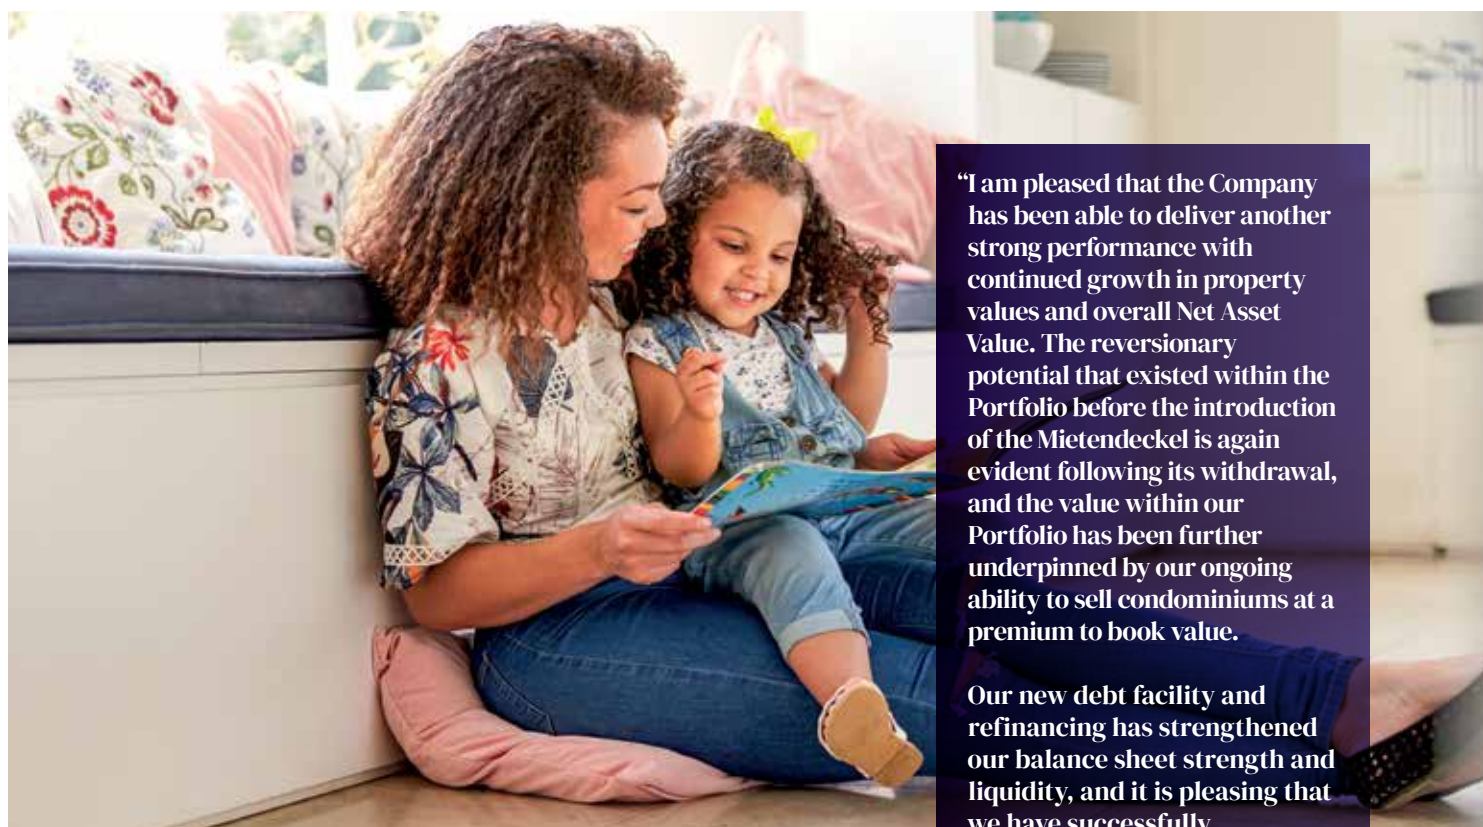 “I am pleased that the Company
has been able to deliver another
strong performance with
continued growth in property
values and overall Net Asset
Value. The reversionary
potential that existed within the
Portfolio before the introduction
of the Mietendeckel is again
evident following its withdrawal,
and the value within our
Portfolio has been further
underpinned by our ongoing
ability to sell condominiums at a
premium to book value.
Our new debt facility and
refinancing has strengthened
our balance sheet strength and
liquidity, and it is pleasing that
we have successfully